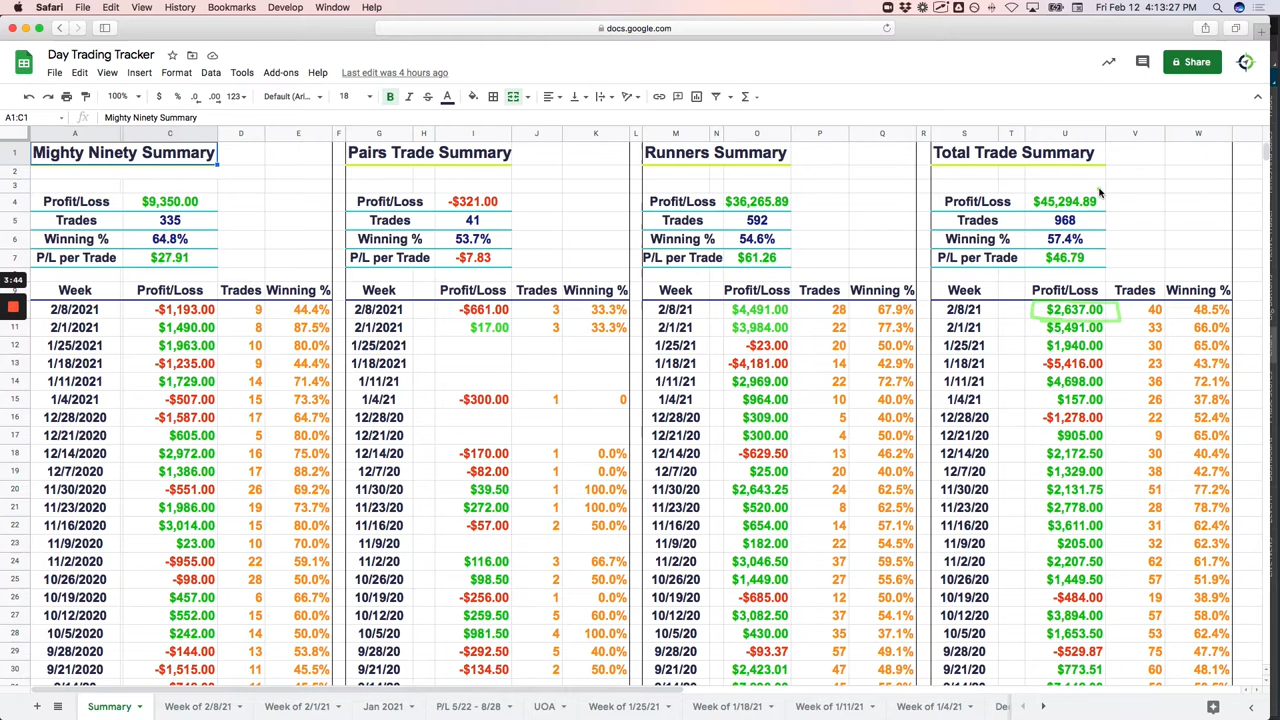 Safari File Edit View History Bookmarks Develop Window Help Fri Feb 12 4:13:27 PM
docs.google.com
Day Trading Tracker
File Edit View Insert Format Data Tools Add-ons Help Last edit was 4 hours ago
Share
100% $ % .0 .00 123 Default (Ari... 18 B I S A
A1:C1 fx Mighty Ninety Summary
A C D E F G H I J K L M N O P Q R S T U V W
1 Mighty Ninety Summary Pairs Trade Summary Runners Summary Total Trade Summary
2
3
4 Profit/Loss $9,350.00 Profit/Loss -$321.00 Profit/Loss $36,265.89 Profit/Loss $45,294.89
5 Trades 335 Trades 41 Trades 592 Trades 968
6 Winning % 64.8% Winning % 53.7% Winning % 54.6% Winning % 57.4%
7 P/L per Trade $27.91 P/L per Trade -$7.83 P/L per Trade $61.26 P/L per Trade $46.79
3:44
Week Profit/Loss Trades Winning % Week Profit/Loss Trades Winning % Week Profit/Loss Trades Winning % Week Profit/Loss Trades Winning %
2/8/2021 -$1,193.00 9 44.4% 2/8/2021 -$661.00 3 33.3% 2/8/21 $4,491.00 28 67.9% 2/8/21 $2,637.00 40 48.5%
11 2/1/2021 $1,490.00 8 87.5% 2/1/2021 $17.00 3 33.3% 2/1/21 $3,984.00 22 77.3% 2/1/21 $5,491.00 33 66.0%
12 1/25/2021 $1,963.00 10 80.0% 1/25/2021 1/25/21 -$23.00 20 50.0% 1/25/21 $1,940.00 30 65.0%
13 1/18/2021 -$1,235.00 9 44.4% 1/18/2021 1/18/21 -$4,181.00 14 42.9% 1/18/21 -$5,416.00 23 43.7%
14 1/11/2021 $1,729.00 14 71.4% 1/11/21 1/11/21 $2,969.00 22 72.7% 1/11/21 $4,698.00 36 72.1%
15 1/4/2021 -$507.00 15 73.3% 1/4/21 -$300.00 1 0 1/4/21 $964.00 10 40.0% 1/4/21 $157.00 26 37.8%
16 12/28/2020 -$1,587.00 17 64.7% 12/28/20 12/28/20 $309.00 5 40.0% 12/28/20 -$1,278.00 22 52.4%
17 12/21/2020 $605.00 5 80.0% 12/21/20 12/21/20 $300.00 4 50.0% 12/21/20 $905.00 9 65.0%
18 12/14/2020 $2,972.00 16 75.0% 12/14/20 -$170.00 1 0.0% 12/14/20 -$629.50 13 46.2% 12/14/20 $2,172.50 30 40.4%
19 12/7/2020 $1,386.00 17 88.2% 12/7/20 -$82.00 1 0.0% 12/7/20 $25.00 20 40.0% 12/7/20 $1,329.00 38 42.7%
20 11/30/2020 -$551.00 26 69.2% 11/30/20 $39.50 1 100.0% 11/30/20 $2,643.25 24 62.5% 11/30/20 $2,131.75 51 77.2%
21 11/23/2020 $1,986.00 19 73.7% 11/23/20 $272.00 1 100.0% 11/23/20 $520.00 8 62.5% 11/23/20 $2,778.00 28 78.7%
22 11/16/2020 $3,014.00 15 80.0% 11/16/20 -$57.00 2 50.0% 11/16/20 $654.00 14 57.1% 11/16/20 $3,611.00 31 62.4%
23 11/9/2020 $23.00 10 70.0% 11/9/20 11/9/20 $182.00 22 54.5% 11/9/20 $205.00 32 62.3%
24 11/2/2020 -$955.00 22 59.1% 11/2/20 $116.00 3 66.7% 11/2/20 $3,046.50 37 59.5% 11/2/20 $2,207.50 62 61.7%
25 10/26/2020 -$98.00 28 50.0% 10/26/20 $98.50 2 50.0% 10/26/20 $1,449.00 27 55.6% 10/26/20 $1,449.50 57 51.9%
26 10/19/2020 $457.00 6 66.7% 10/19/20 -$256.00 1 0.0% 10/19/20 -$685.00 12 50.0% 10/19/20 -$484.00 19 38.9%
27 10/12/2020 $552.00 15 60.0% 10/12/20 $259.50 5 60.0% 10/12/20 $3,082.50 37 54.1% 10/12/20 $3,894.00 57 58.0%
28 10/5/2020 $242.00 14 50.0% 10/5/20 $981.50 4 100.0% 10/5/20 $430.00 35 37.1% 10/5/20 $1,653.50 53 62.4%
29 9/28/2020 -$144.00 13 53.8% 9/28/20 -$292.50 5 40.0% 9/28/20 -$93.37 57 49.1% 9/28/20 -$529.87 75 47.7%
30 9/21/2020 -$1,515.00 11 45.5% 9/21/20 -$134.50 2 50.0% 9/21/20 $2,423.01 47 48.9% 9/21/20 $773.51 60 48.1%
Summary Week of 2/8/21 Week of 2/1/21 Jan 2021 P/L 5/22 - 8/28 UOA Week of 1/25/21 Week of 1/18/21 Week of 1/11/21 Week of 1/4/21